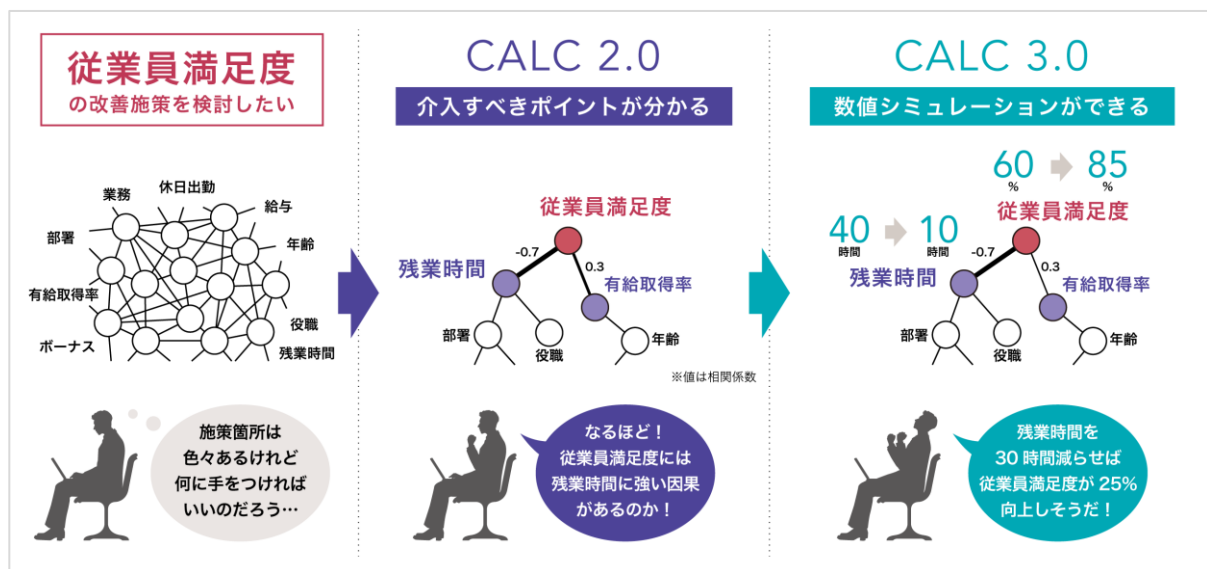 従業員満足度
の改善施策を検討したい
業務
休日出勤
給与
部署
年齢
有給取得率
役職
ボーナス
残業時間
施策箇所は
色々あるけれど
何に手をつければ
いいのだろう…
CALC 2.0
介入すべきポイントが分かる
従業員満足度
-0.7
0.3
残業時間
有給取得率
部署
役職
年齢
※値は相関係数
なるほど！
従業員満足度には
残業時間に強い因果
があるのか！
CALC 3.0
数値シミュレーションができる
60 % 85 %
従業員満足度
40 時間 10 時間
-0.7
0.3
残業時間
有給取得率
部署
役職
年齢
残業時間を
30 時間減らせば
従業員満足度が 25%
向上しそうだ！